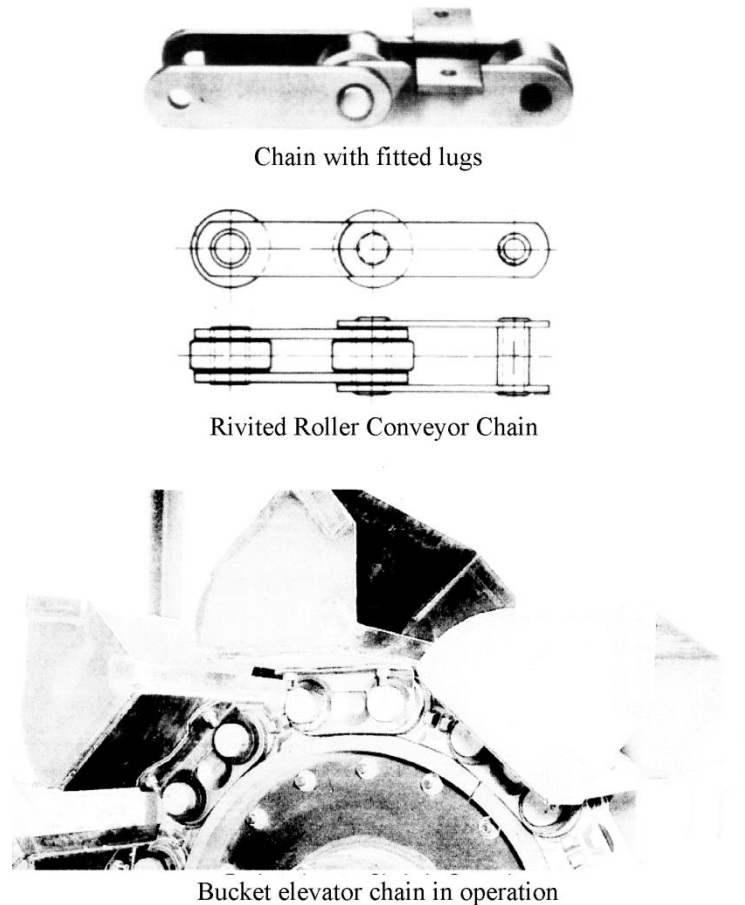 Chain with fitted lugs
Rivited Roller Conveyor Chain
Bucket elevator chain in operation